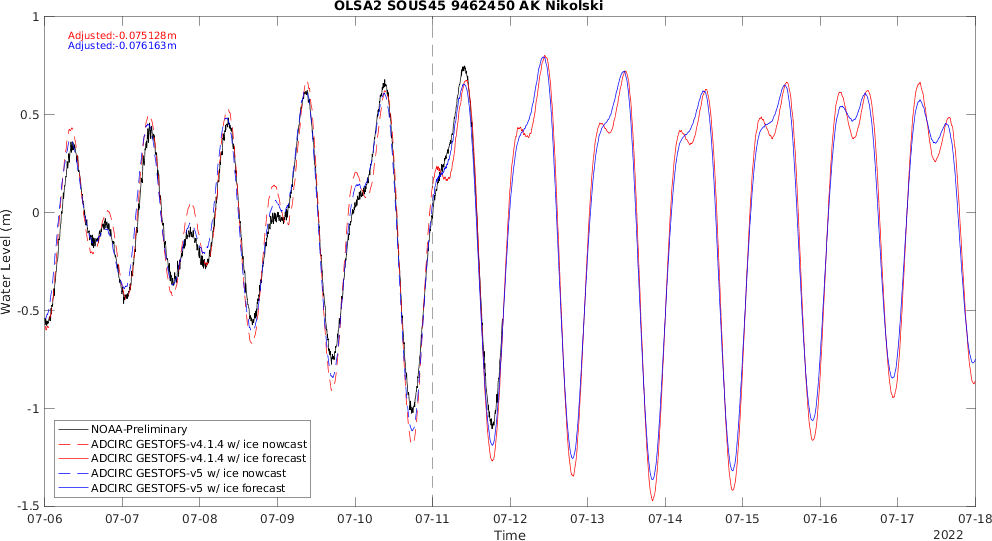 OLSA2 SOUS45 9462450 AK Nikolski
Adjusted:-0.075128m
Adjusted:-0.076163m
1
0.5
0
-0.5
-1
-1.5
Water Level (m)
NOAA-Preliminary
ADCIRC GESTOFS-v4.1.4 w/ ice nowcast
ADCIRC GESTOFS-v4.1.4 w/ ice forecast
ADCIRC GESTOFS-v5 w/ ice nowcast
ADCIRC GESTOFS-v5 w/ ice forecast
07-06 07-07 07-08 07-09 07-10 07-11 07-12 07-13 07-14 07-15 07-16 07-17 07-18
Time
2022